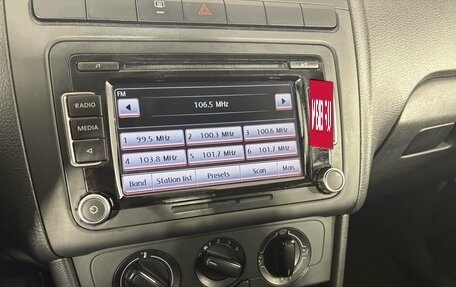 FM
RADIO
106.5 MHz
MEDIA
1 99.5 MHz 2 100.3 MHz 3 100.6 MHz
4 103.8 MHz 5 101.7 MHz 6 101.7 MHz
Band Station list Presets Scan Man.